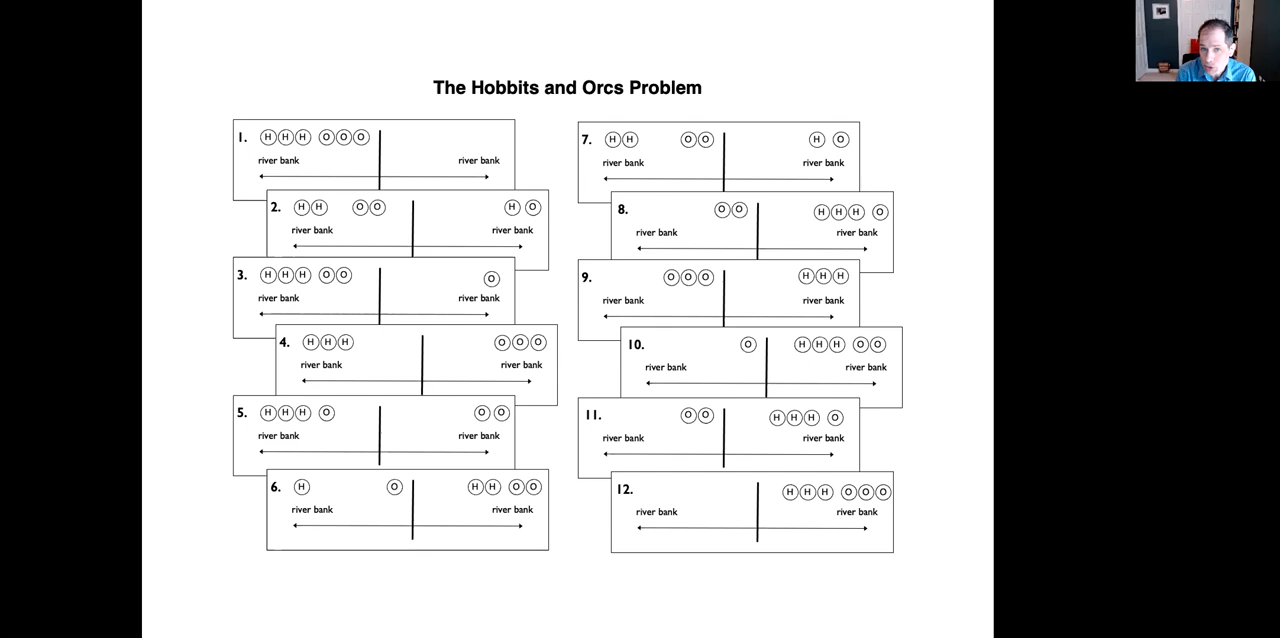 The Hobbits and Orcs Problem
1. H H H O O O
river bank river bank
2. H H O O H O
river bank river bank
3. H H H O O O
river bank river bank
4. H H H O O O
river bank river bank
5. H H H O O O
river bank river bank
6. H O H H O O
river bank river bank
7. H H O O H O
river bank river bank
8. O O H H H O
river bank river bank
9. O O O H H H
river bank river bank
10. O H H H O O
river bank river bank
11. O O H H H O
river bank river bank
12. H H H O O O
river bank river bank